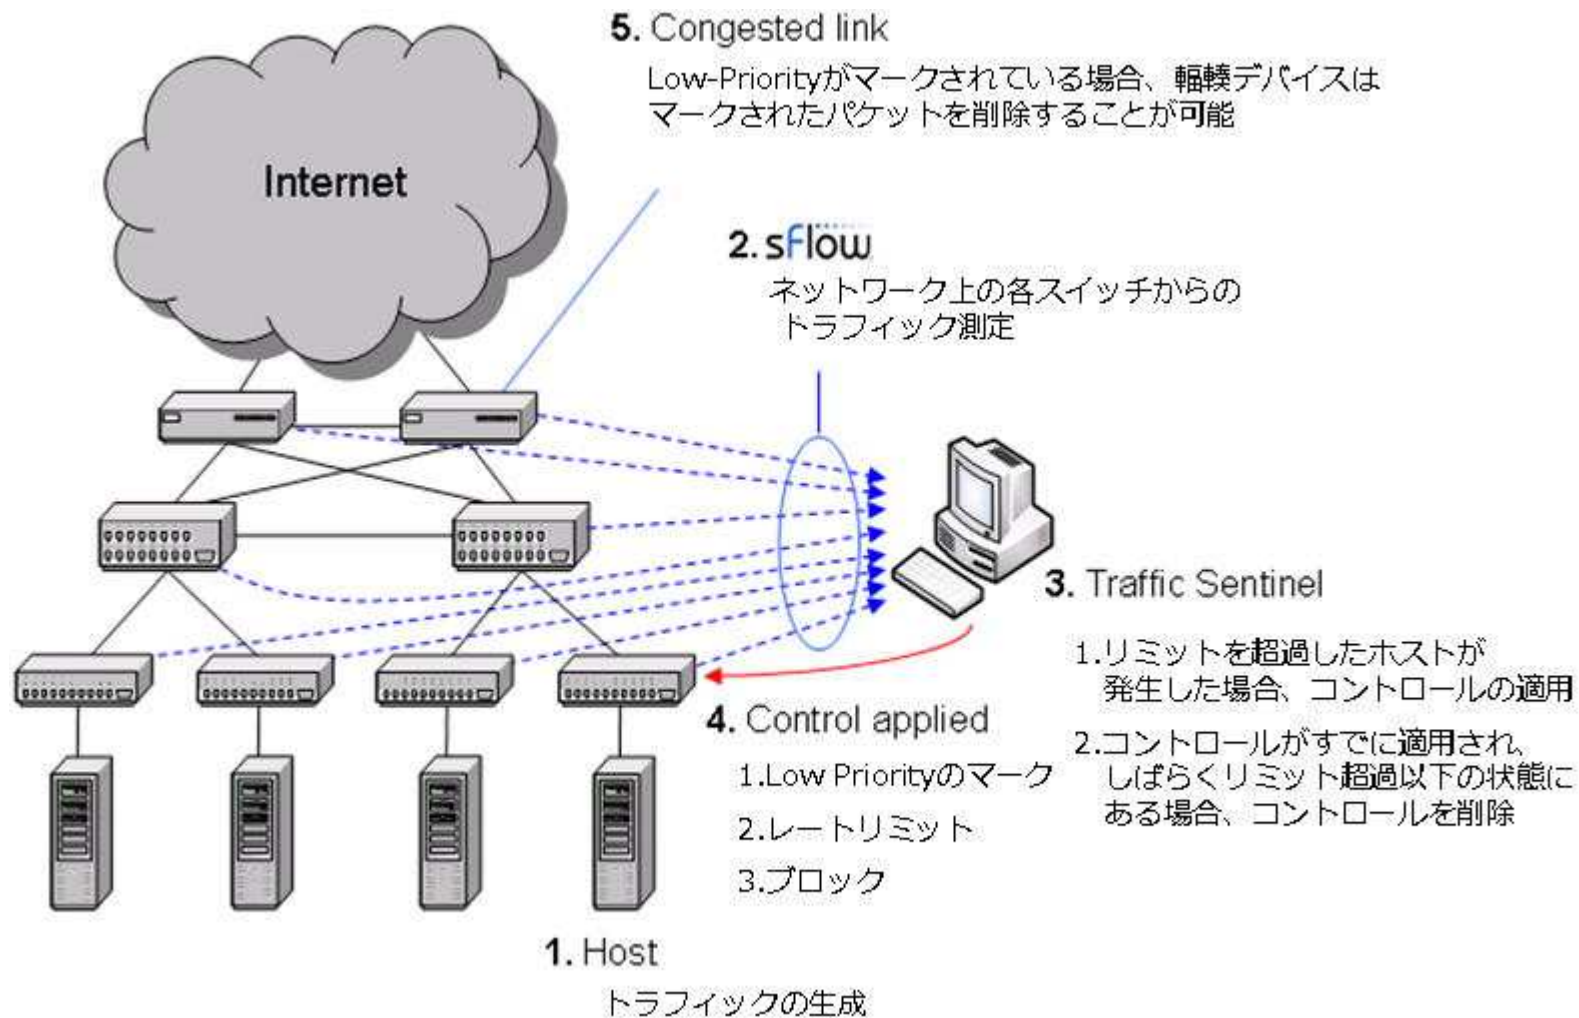 5. Congested link
Low-Priorityがマークされている場合、輻輳デバイスは
マークされたパケットを削除することが可能
Internet
2. sFlow
ネットワーク上の各スイッチからの
トラフィック測定
3. Traffic Sentinel
1.リミットを超過したホストが
発生した場合、コントロールの適用
2.コントロールがすでに適用され、
しばらくリミット超過以下の状態に
ある場合、コントロールを削除
4. Control applied
1.Low Priorityのマーク
2.レートリミット
3.ブロック
1. Host
トラフィックの生成